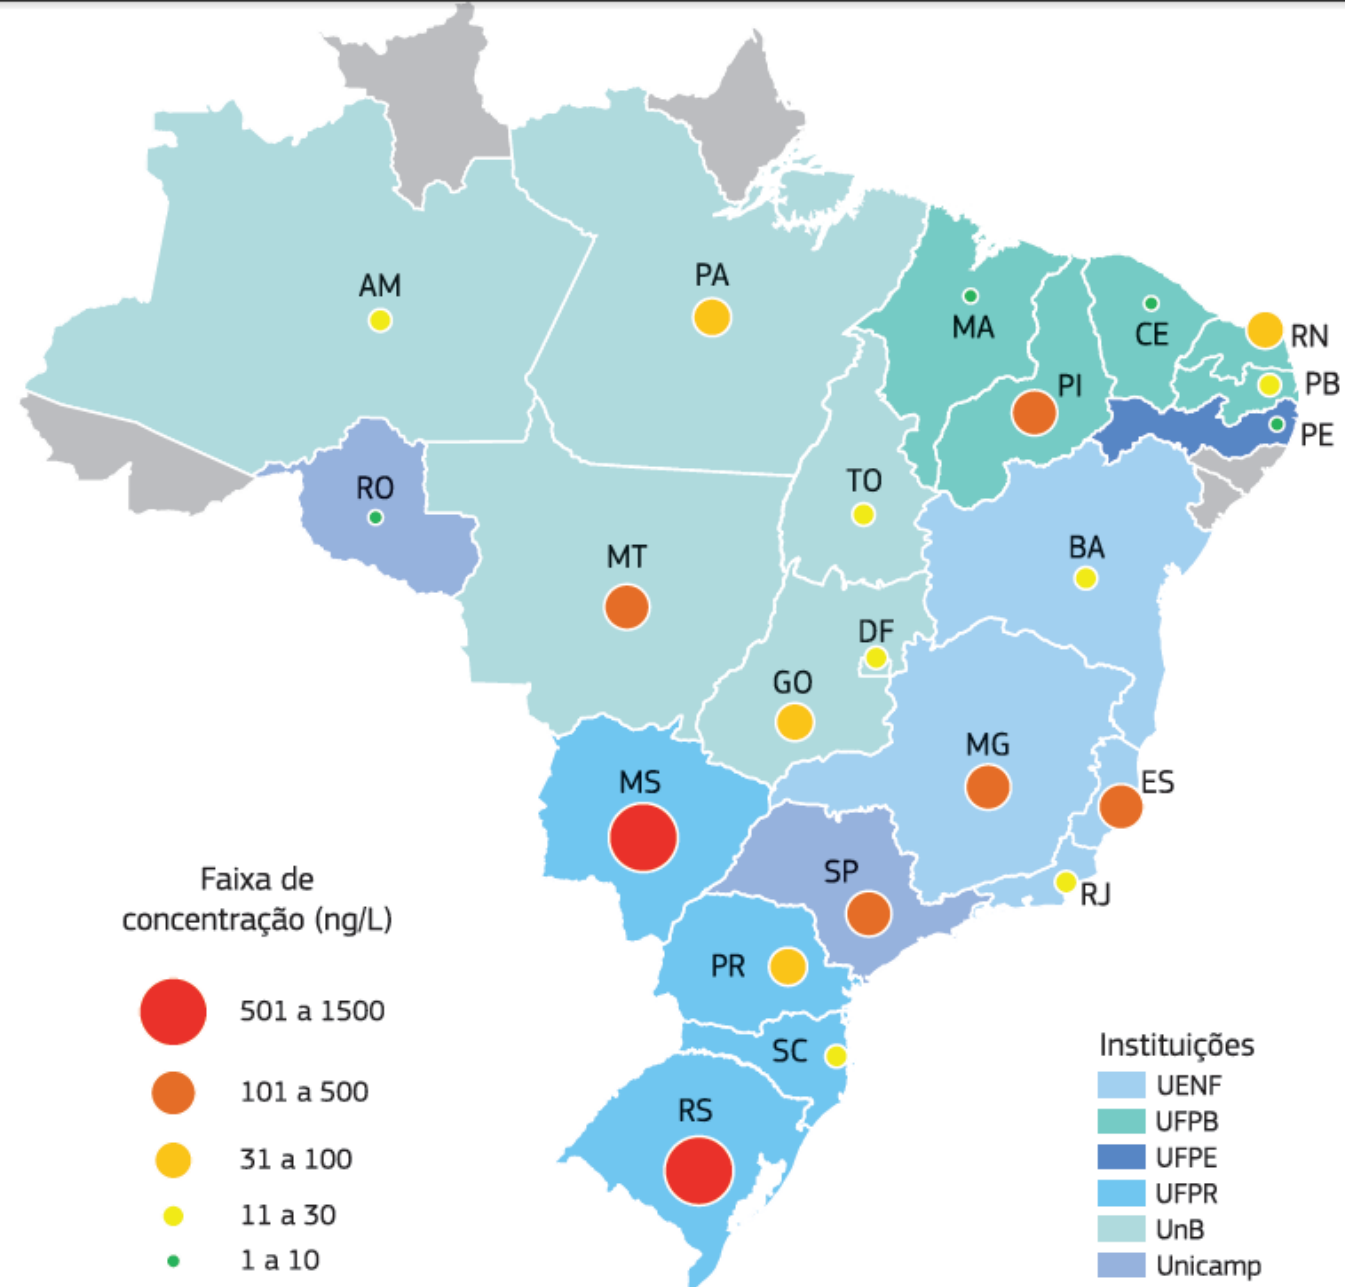 AM
PA
MA
CE
RN
PI
PB
PE
RO
TO
MT
BA
DF
GO
MG
MS
ES
SP
RJ
PR
SC
RS
Faixa de
concentração (ng/L)
501 a 1500
101 a 500
31 a 100
11 a 30
1 a 10
Instituições
UENF
UFPB
UFPE
UFPR
UnB
Unicamp